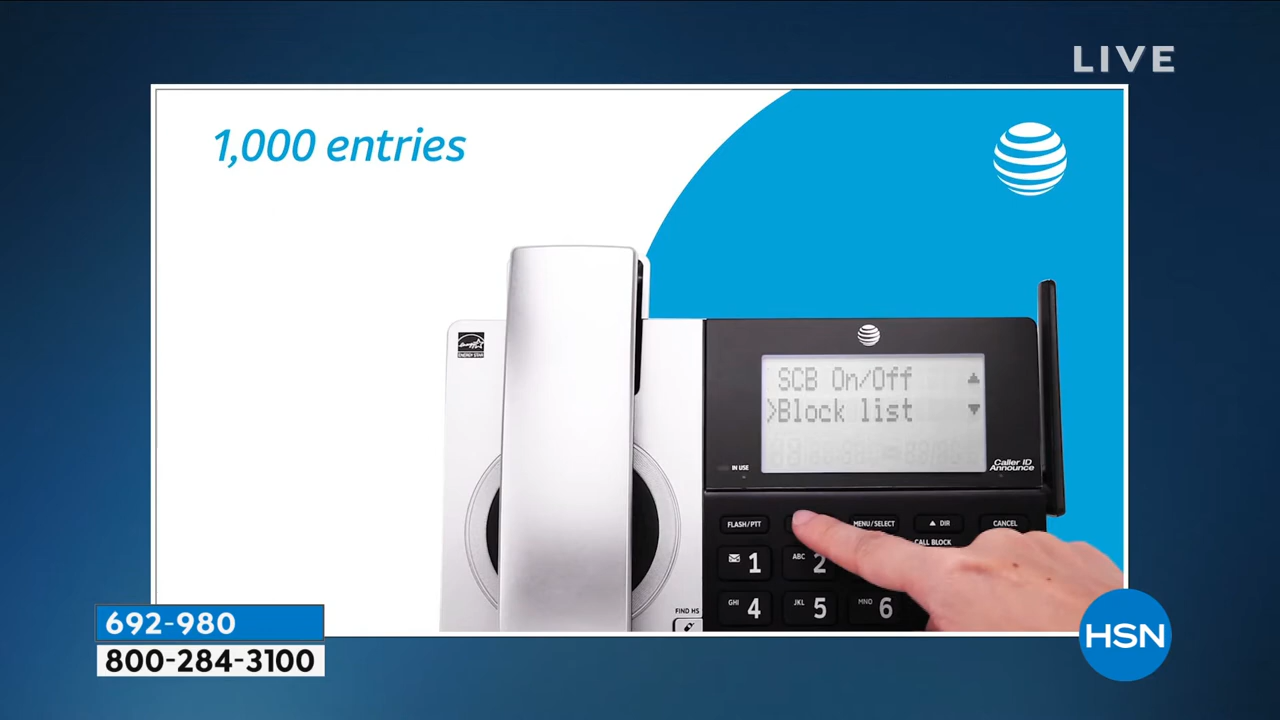 LIVE
1,000 entries
SCB On/Off
>Block list
IN USE
Caller ID
Announce
FLASH/PTT
MENU/SELECT
▲ DIR
CANCEL
CALL BLOCK
1
ABC 2
GHI 4
JKL 5
MNO 6
FIND HS
692-980
800-284-3100
HSN